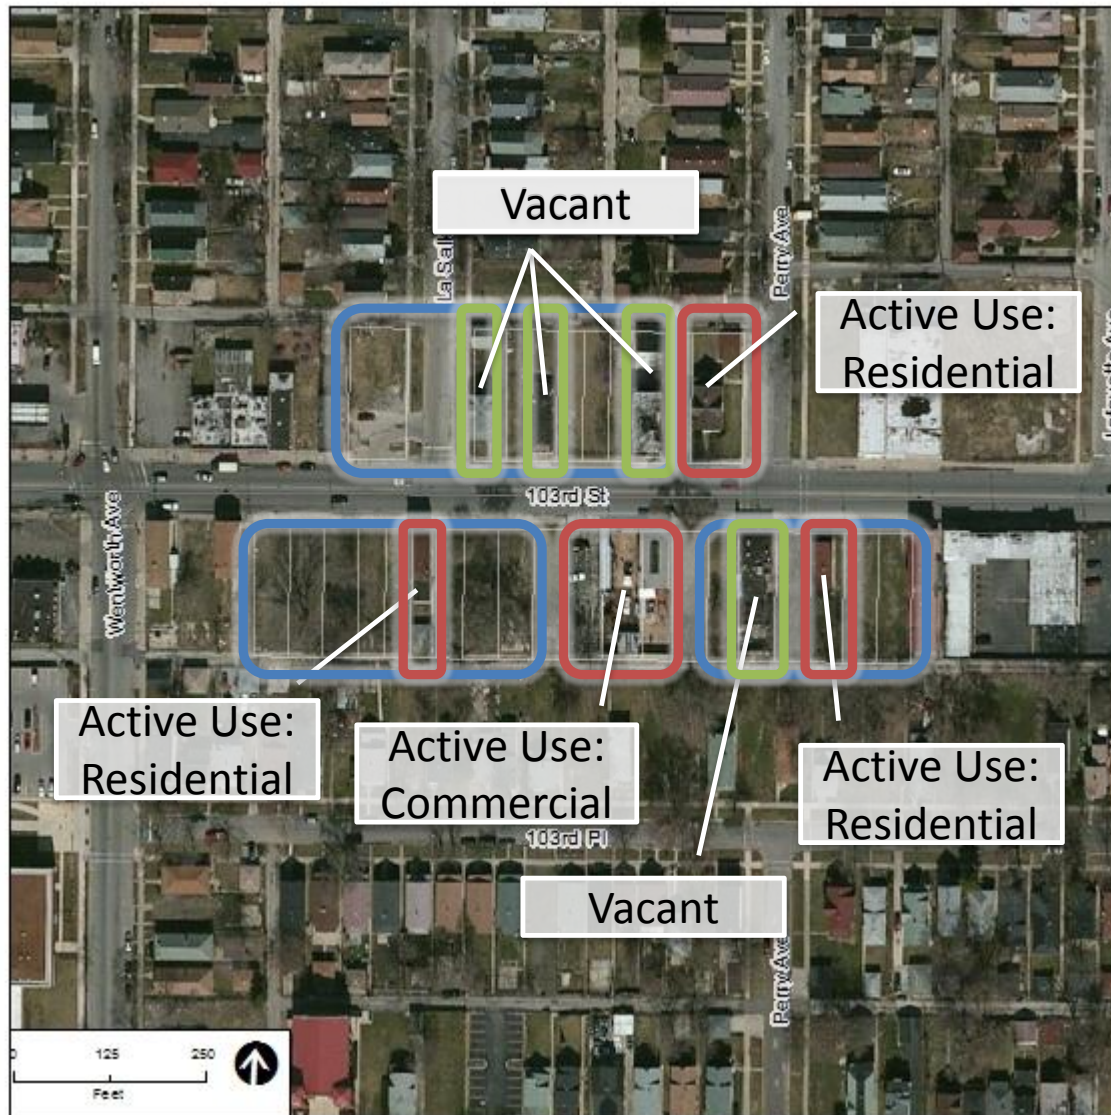 Vacant
La Sall
Perry Ave
Active Use:
Residential
103rd St
Wentworth Ave
Active Use:
Residential
Active Use:
Commercial
Active Use:
Residential
103rd Pl
Vacant
Perry Ave
0 125 250
Feet